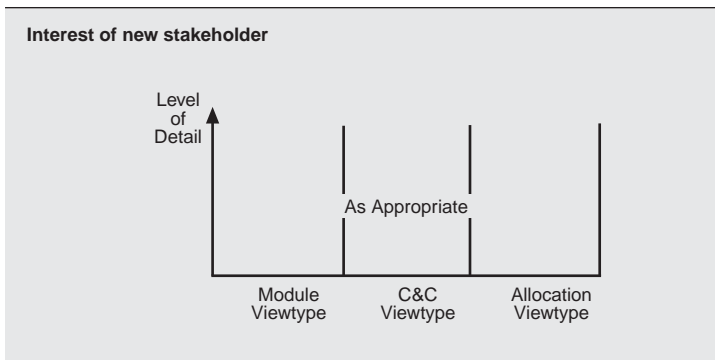 Interest of new stakeholder
Level
of
Detail
As Appropriate
Module
Viewtype
C&C
Viewtype
Allocation
Viewtype